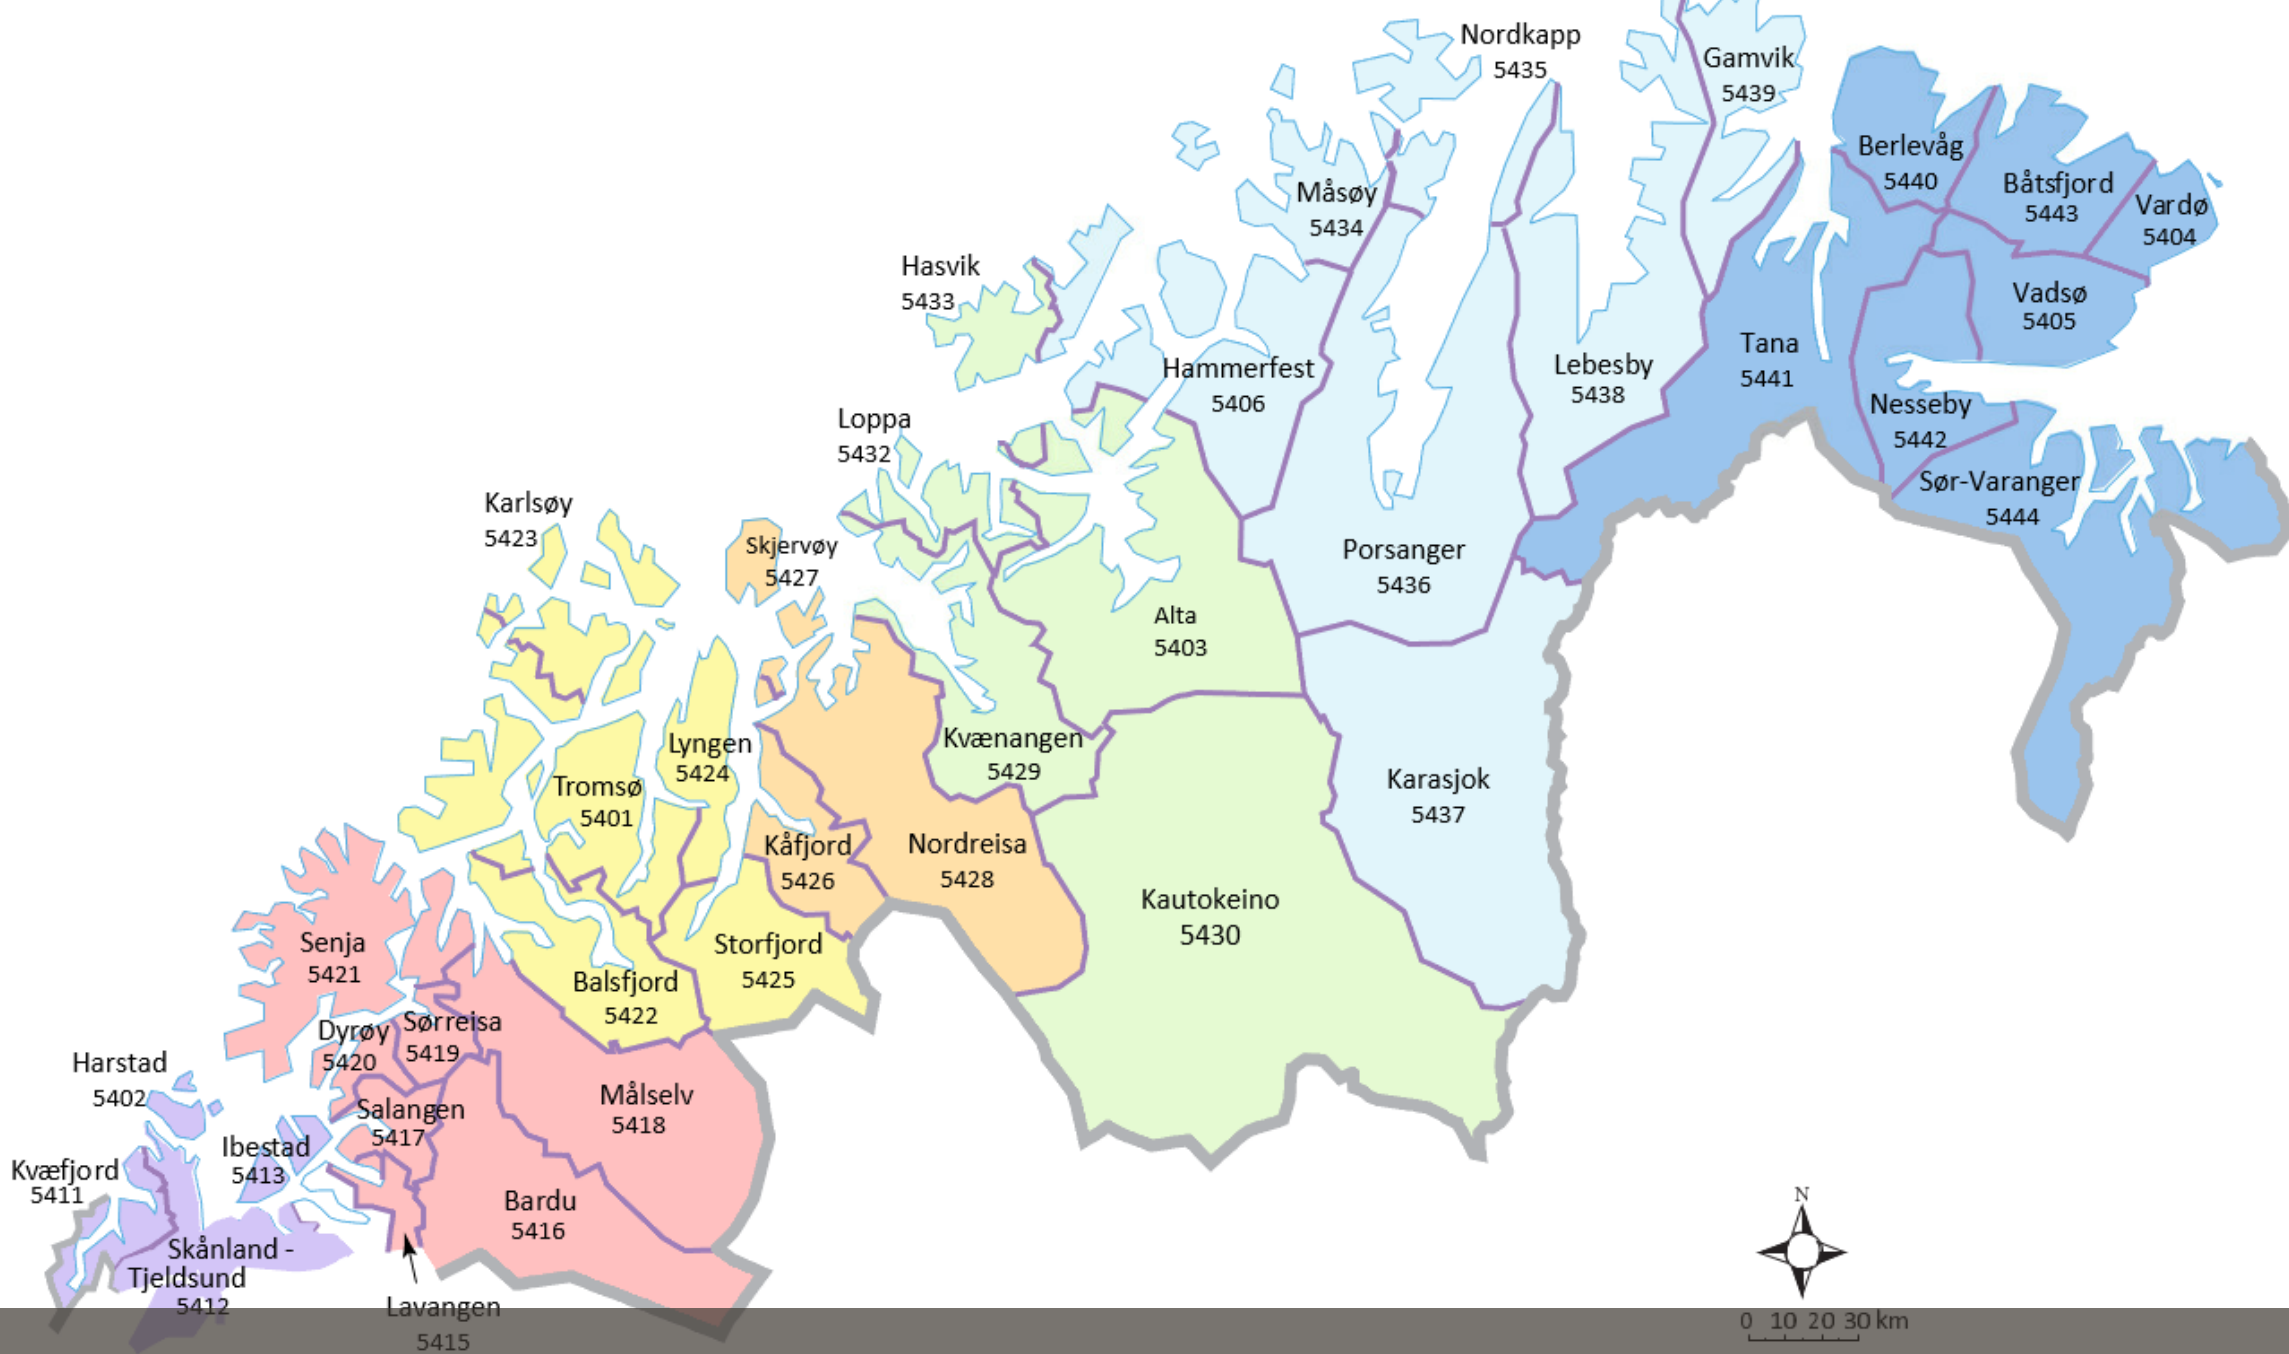 Nordkapp
5435
Gamvik
5439
Berlevåg
5440
Båtsfjord
5443
Vardø
5404
Måsøy
5434
Hasvik
5433
Vadsø
5405
Tana
5441
Hammerfest
5406
Lebesby
5438
Nesseby
5442
Loppa
5432
Sør-Varanger
5444
Karlsøy
5423
Skjervøy
5427
Porsanger
5436
Alta
5403
Lyngen
5424
Kvænangen
5429
Tromsø
5401
Karasjok
5437
Kåfjord
5426
Nordreisa
5428
Kautokeino
5430
Senja
5421
Storfjord
5425
Balsfjord
5422
Dyrøy
5420
Sørreisa
5419
Harstad
5402
Målselv
5418
Salangen
5417
Ibestad
5413
Kvæfjord
5411
Bardu
5416
Skånland -
Tjeldsund
5412
Lavangen
5415
N
0 10 20 30 km